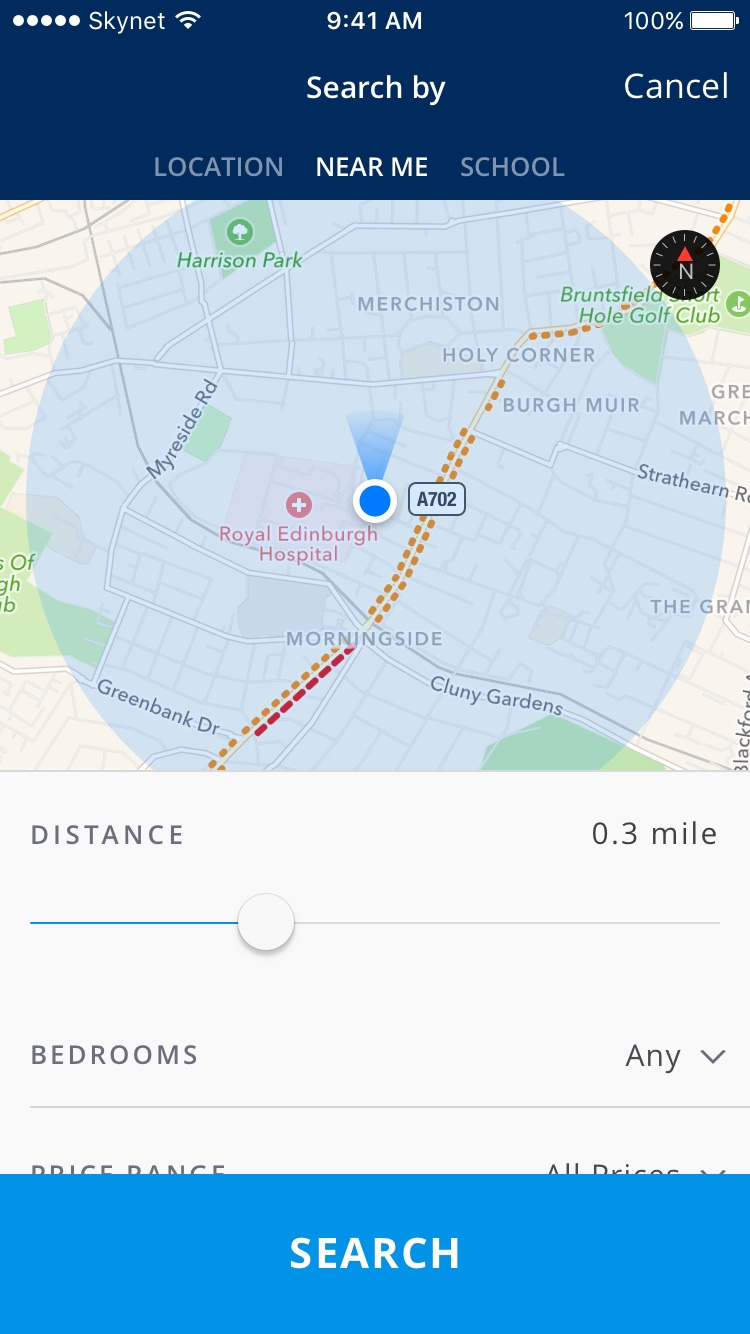 Skynet 9:41 AM 100%
Search by Cancel
LOCATION NEAR ME SCHOOL
Harrison Park
MERCHISTON
Bruntsfield Short
Hole Golf Club
N
HOLY CORNER
GRE
BURGH MUIR
MARCH
Myreside Rd
Strathearn Rd
A702
Royal Edinburgh
Hospital
s Of
gh
ub
THE GRAN
MORNINGSIDE
Greenbank Dr
Cluny Gardens
Blackford A
DISTANCE 0.3 mile
BEDROOMS Any
PRICE RANGE All Prices
SEARCH